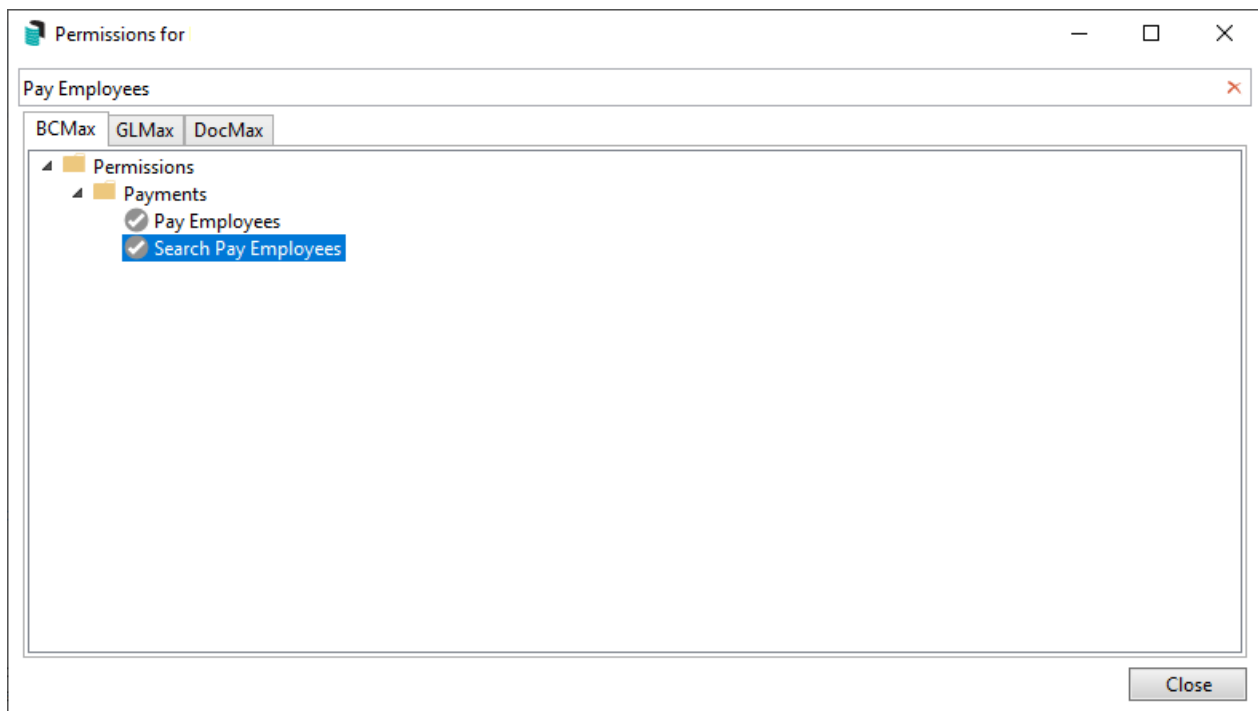 Permissions for
Pay Employees
BCMax GLMax DocMax
Permissions
Payments
Pay Employees
Search Pay Employees
Close